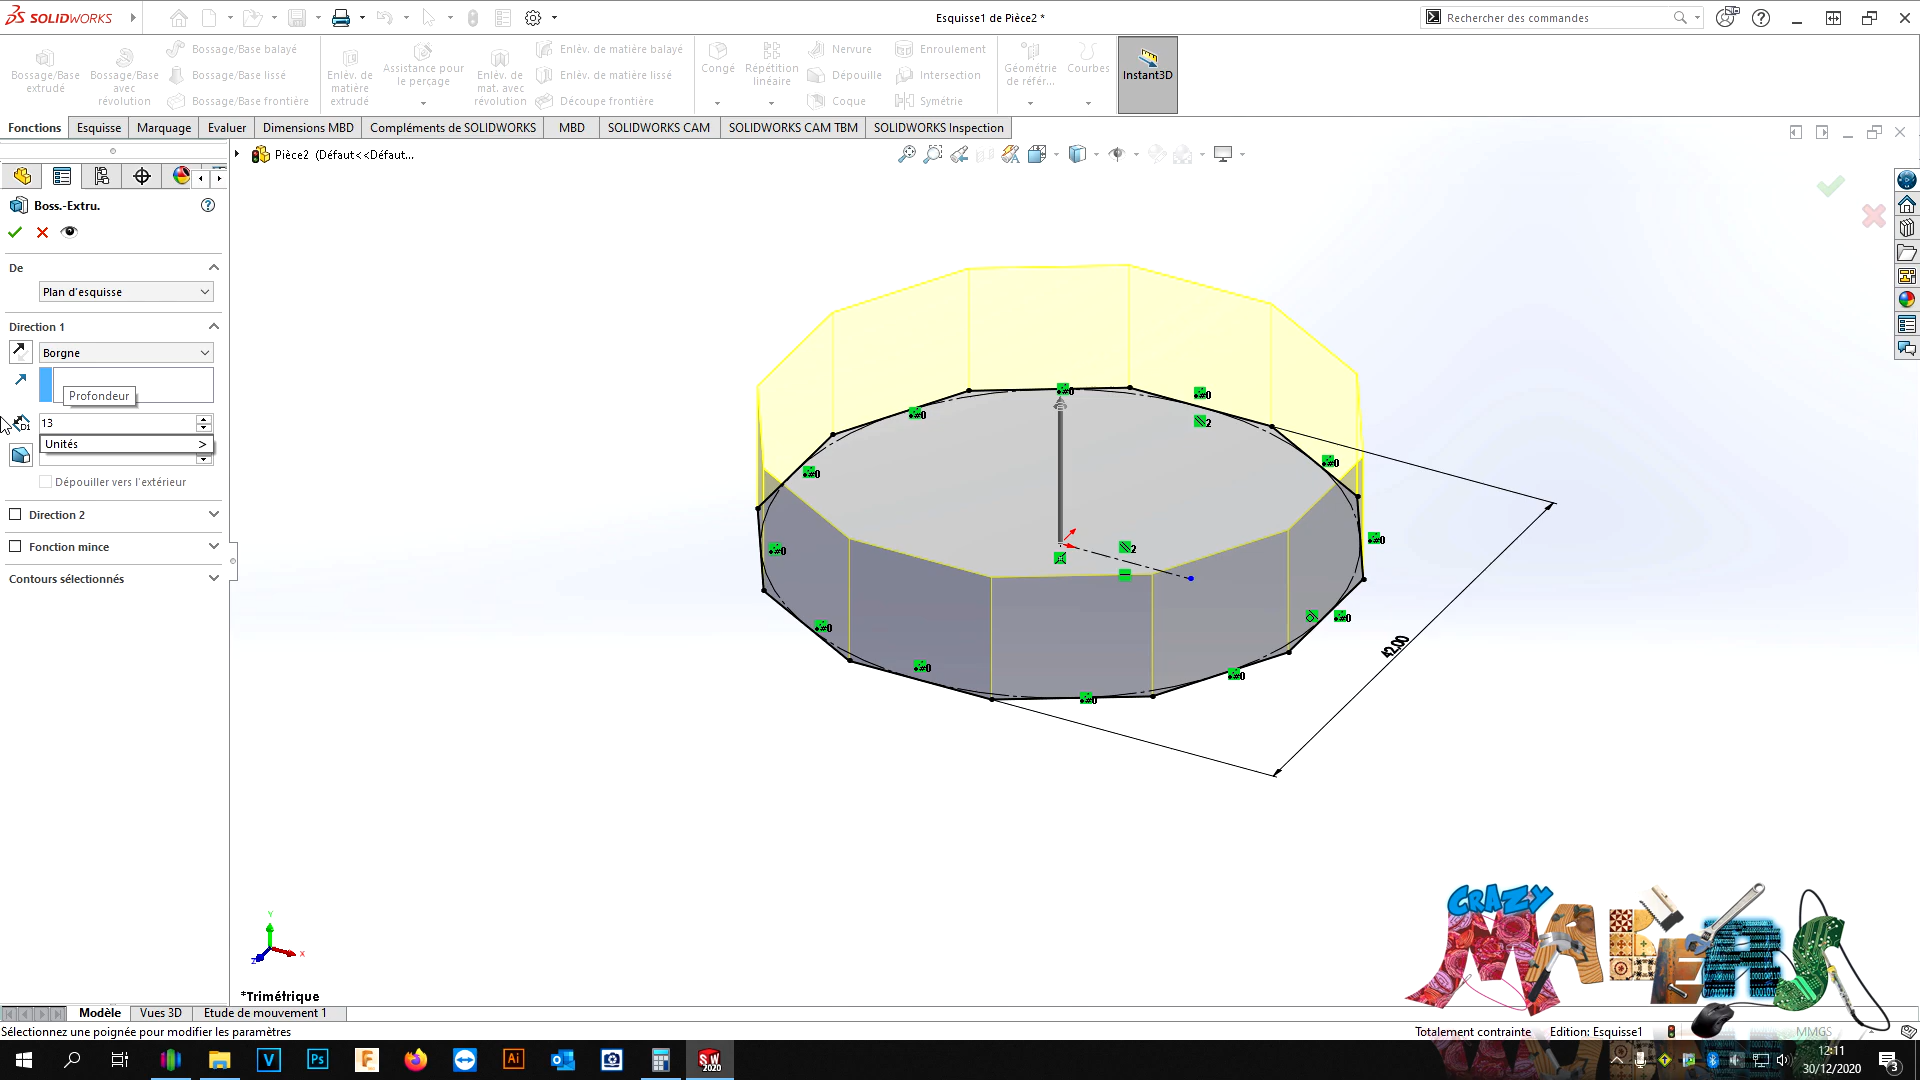 SOLIDWORKS
Esquisse1 de Pièce2 *
Rechercher des commandes
Bossage/Base extrudé
Bossage/Base avec révolution
Bossage/Base balayé
Bossage/Base lissé
Bossage/Base frontière
Enlèv. de matière extrudé
Assistance pour le perçage
Enlèv. de mat. avec révolution
Enlèv. de matière balayé
Enlèv. de matière lissé
Découpe frontière
Congé
Répétition linéaire
Nervure
Dépouille
Coque
Enroulement
Intersection
Symétrie
Géométrie de référ...
Courbes
Instant3D
Fonctions
Esquisse
Marquage
Evaluer
Dimensions MBD
Compléments de SOLIDWORKS
MBD
SOLIDWORKS CAM
SOLIDWORKS CAM TBM
SOLIDWORKS Inspection
Pièce2 (Défaut<<Défaut...
Boss.-Extru.
De
Plan d'esquisse
Direction 1
Borgne
Profondeur
D1
13
Unités >
Dépouiller vers l'extérieur
Direction 2
Fonction mince
Contours sélectionnés
42,00
CRAZY
MAKERS
Y
X
Z
*Trimétrique
Modèle
Vues 3D
Etude de mouvement 1
Sélectionnez une poignée pour modifier les paramètres
Totalement contrainte
Edition: Esquisse1
MMGS
12:11
30/12/2020
3